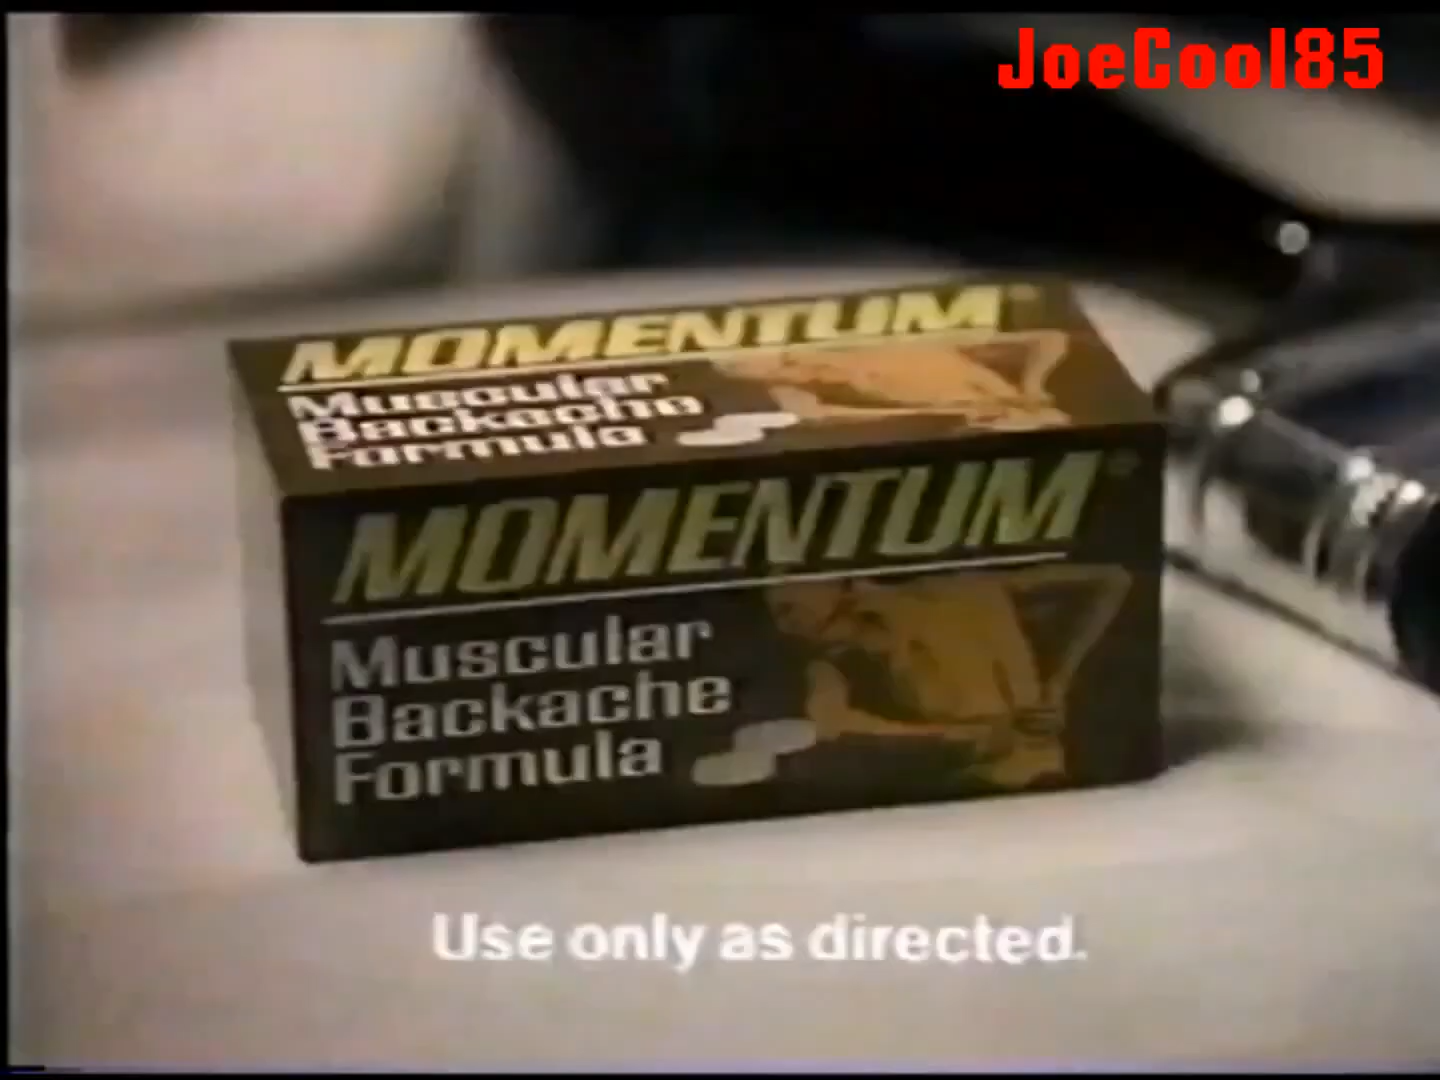 JoeCool85
MOMENTUM®
Muscular
Backache
Formula
MOMENTUM®
Muscular
Backache
Formula
Use only as directed.